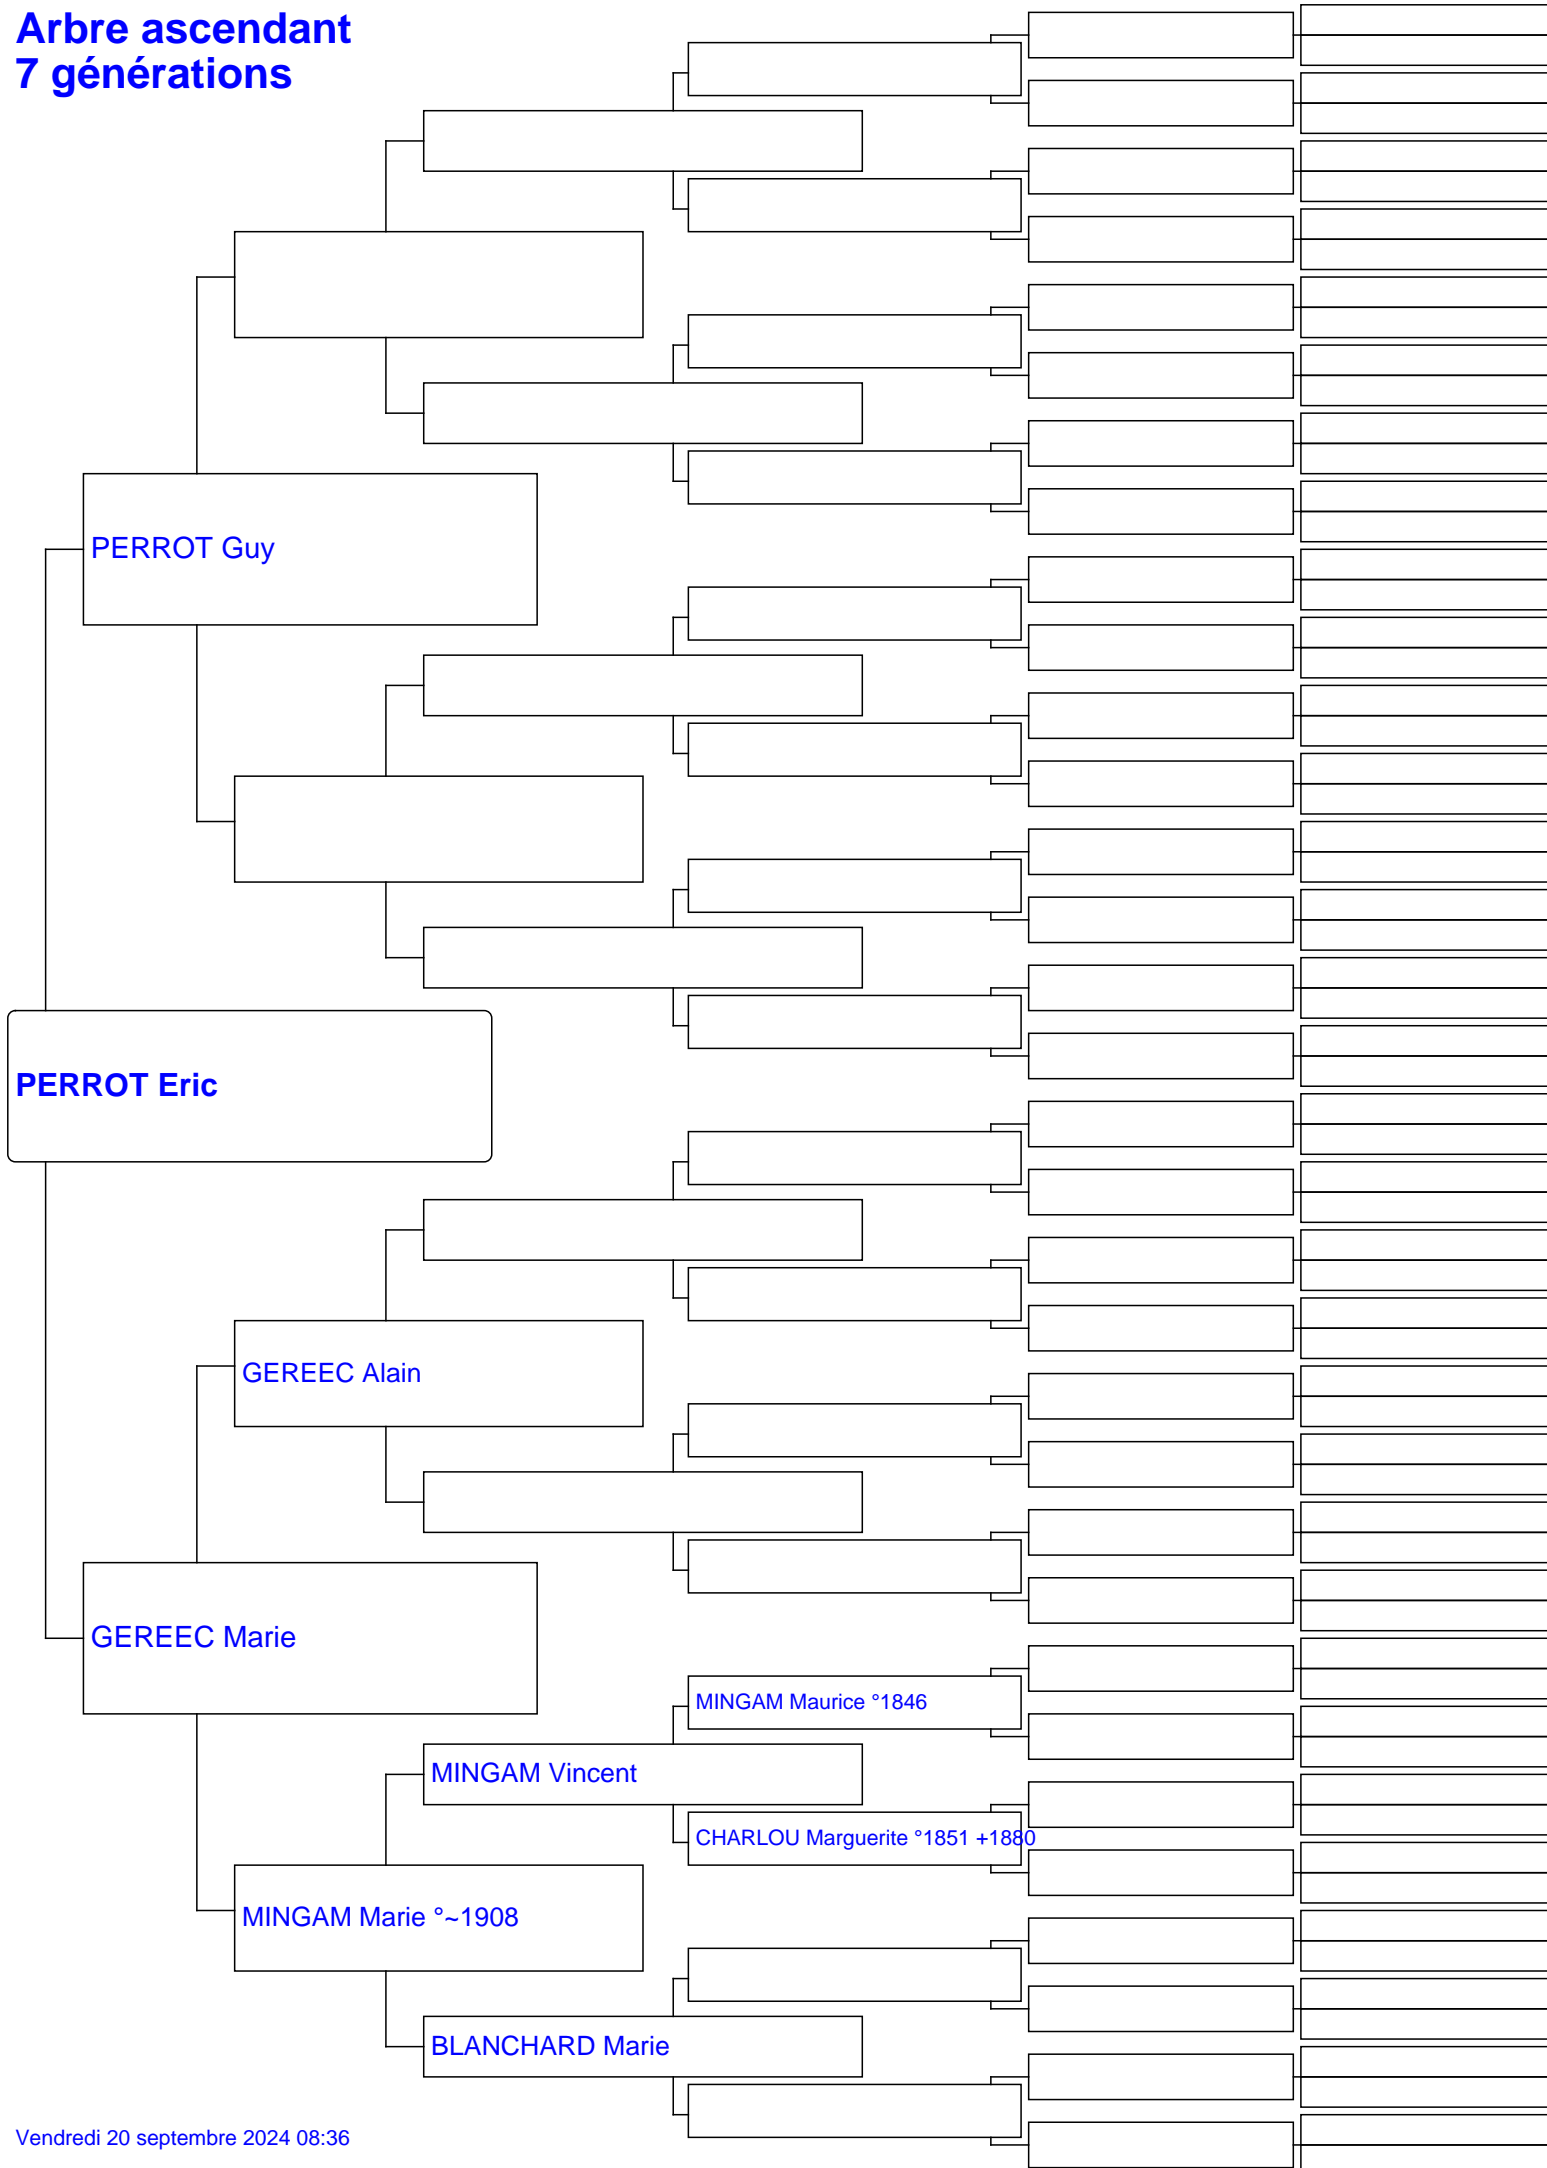 Arbre ascendant
7 générations
PERROT Guy
PERROT Eric
GEREEC Alain
GEREEC Marie
MINGAM Maurice °1846
MINGAM Vincent
CHARLOU Marguerite °1851 +1880
MINGAM Marie °~1908
BLANCHARD Marie
Vendredi 20 septembre 2024 08:36